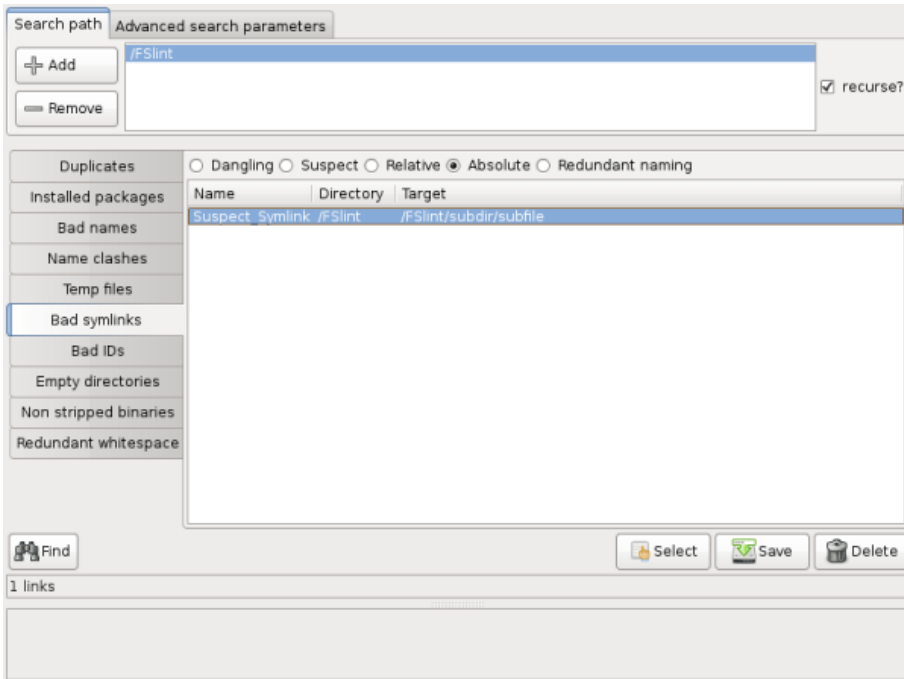 Search path Advanced search parameters
Add
/FSlint
recurse?
Remove
Duplicates
Dangling Suspect Relative Absolute Redundant naming
Installed packages
Name Directory Target
Suspect_Symlink /FSlint /FSlint/subdir/subfile
Bad names
Name clashes
Temp files
Bad symlinks
Bad IDs
Empty directories
Non stripped binaries
Redundant whitespace
Find Select Save Delete
1 links